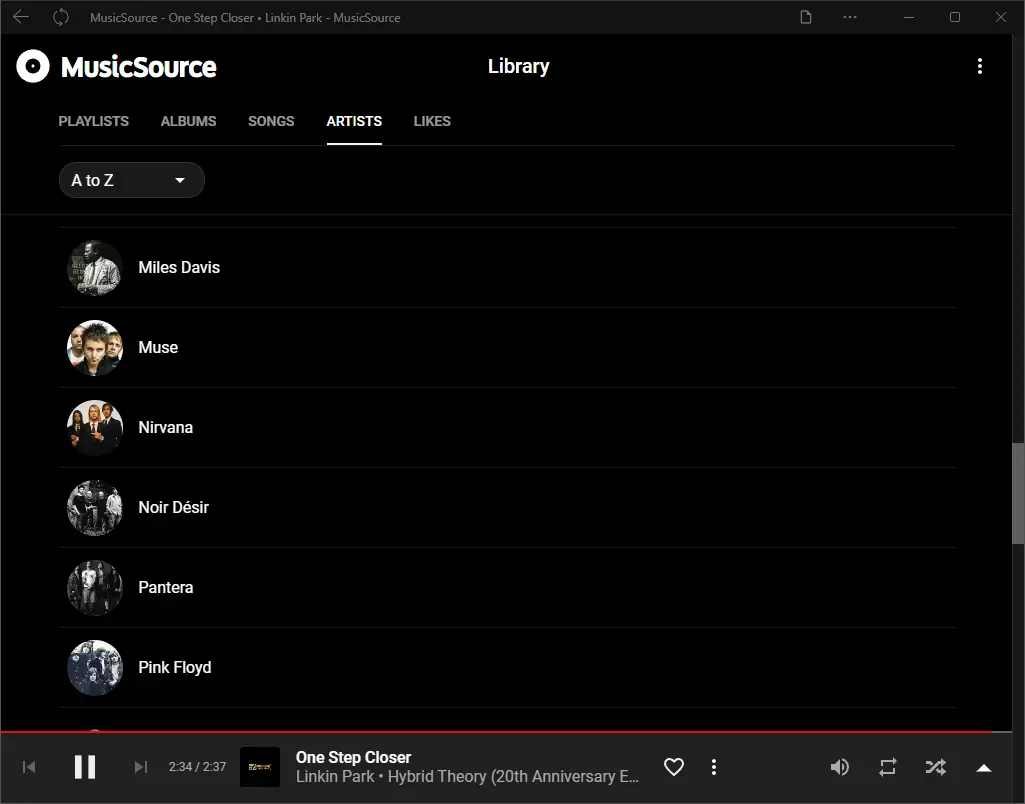 MusicSource - One Step Closer • Linkin Park - MusicSource
MusicSource
Library
PLAYLISTS ALBUMS SONGS ARTISTS LIKES
A to Z
Miles Davis
Muse
Nirvana
Noir Désir
Pantera
Pink Floyd
2:34 / 2:37
One Step Closer
Linkin Park • Hybrid Theory (20th Anniversary E...